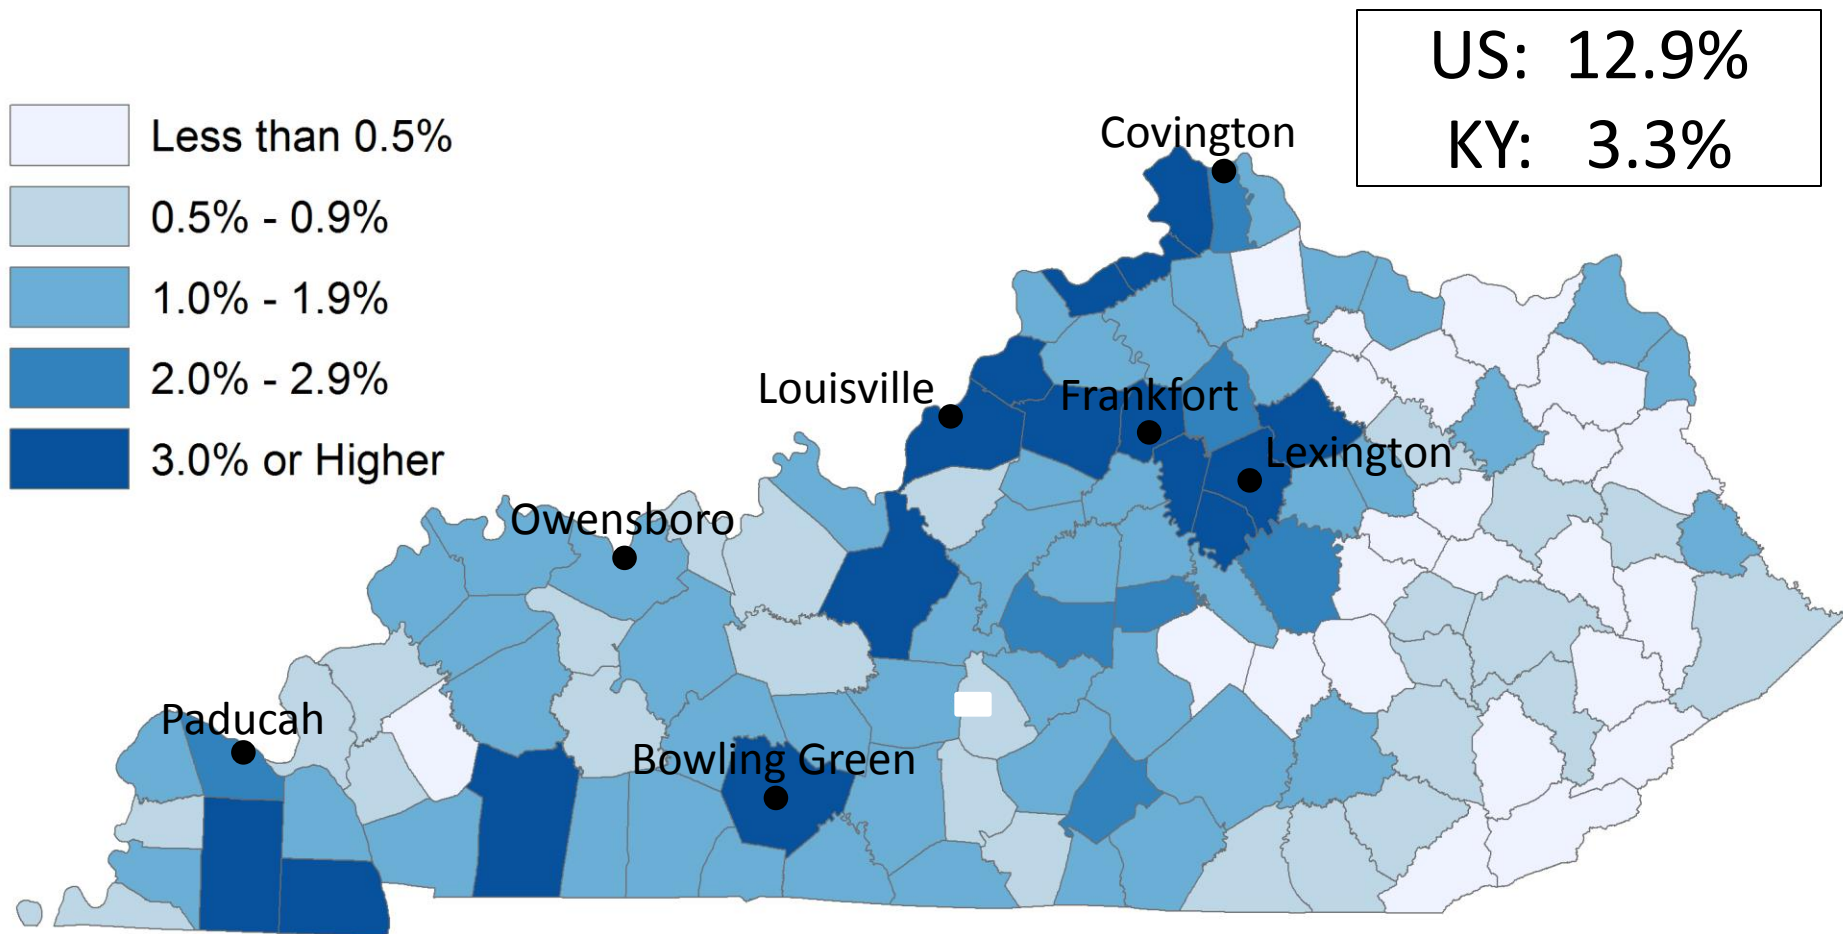 US: 12.9%
KY: 3.3%
Less than 0.5%
0.5% - 0.9%
1.0% - 1.9%
2.0% - 2.9%
3.0% or Higher
Covington
Louisville
Frankfort
Lexington
Owensboro
Paducah
Bowling Green